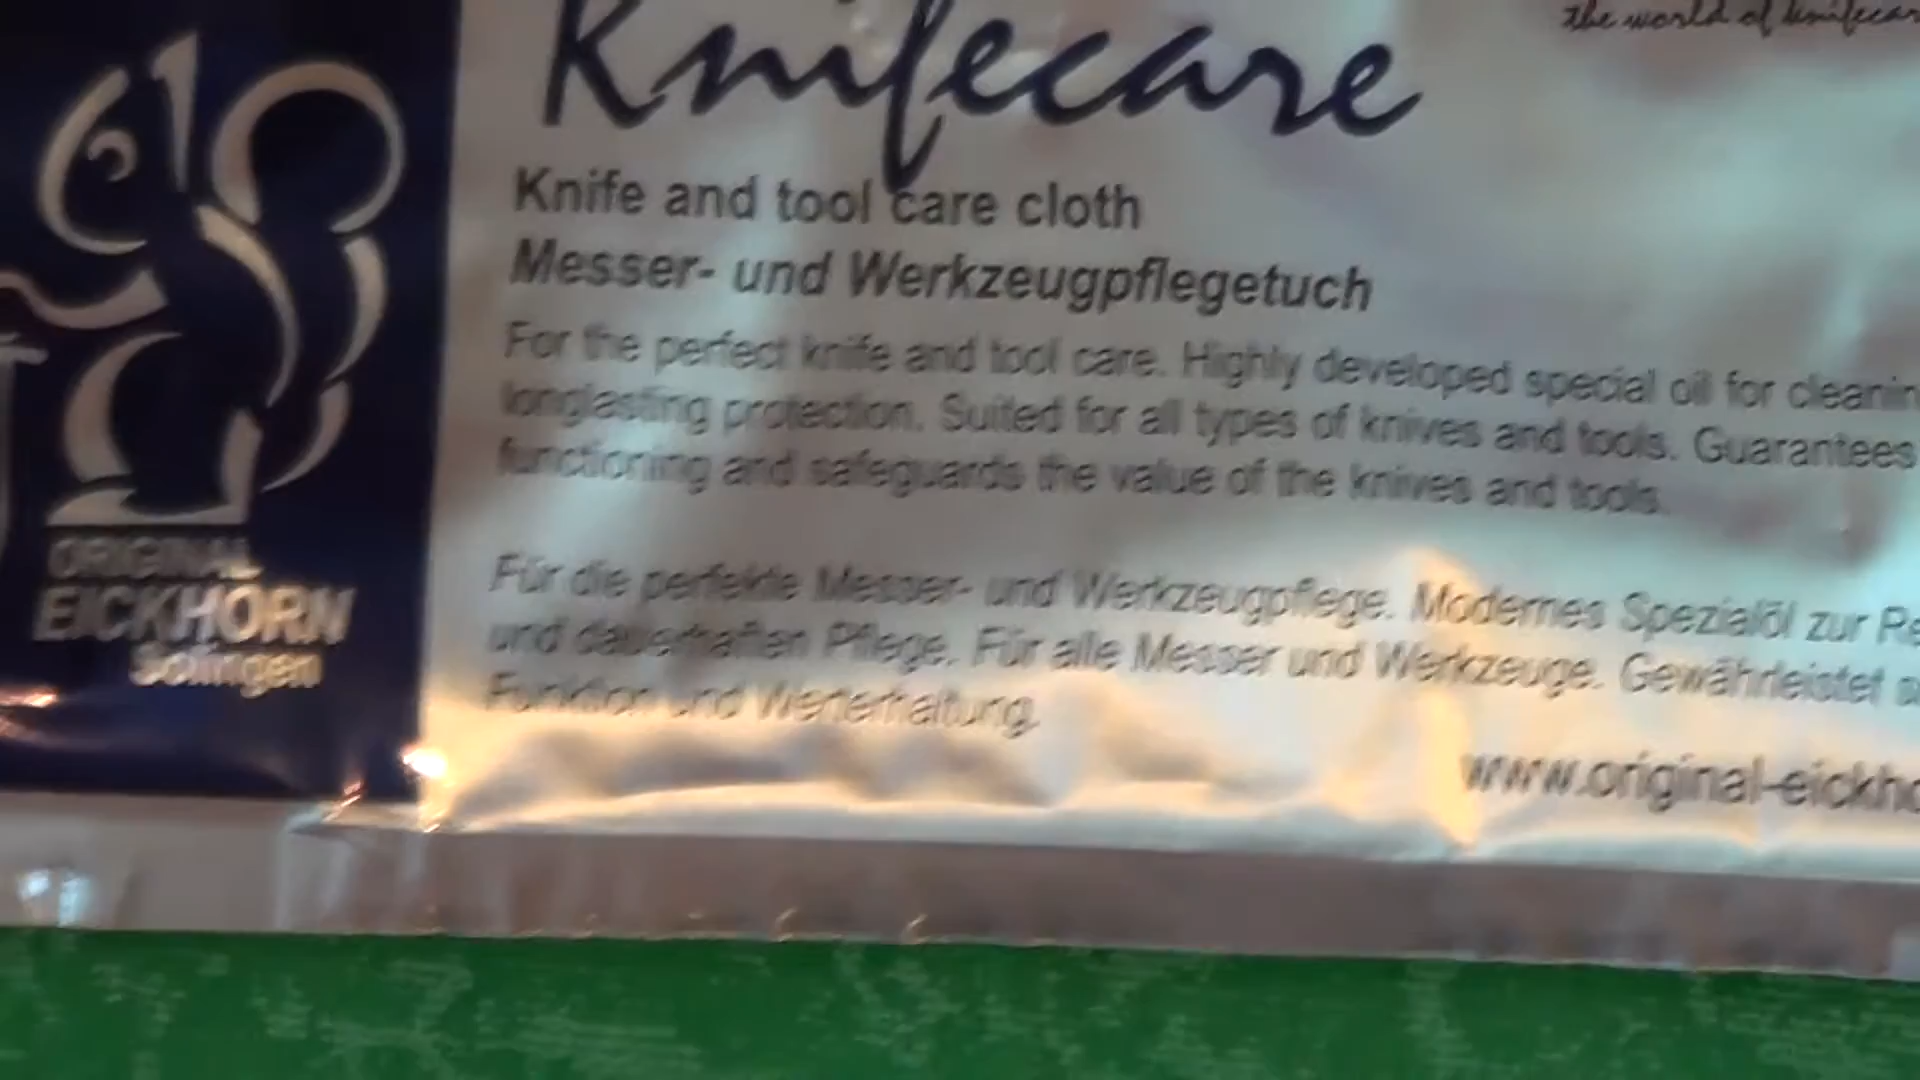 the world of knifecar
Knifecare
Knife and tool care cloth
Messer- und Werkzeugpflegetuch
For the perfect knife and tool care. Highly developed special oil for cleanin
longlasting protection. Suited for all types of knives and tools. Guarantees
functioning and safeguards the value of the knives and tools.
Für die perfekte Messer- und Werkzeugpflege. Modernes Spezialöl zur Re
und dauerhaften Pflege. Für alle Messer und Werkzeuge. Gewährleistet
Funktion und Werterhaltung.
www.original-eickho
ORIGINAL
EICKHORN
Solingen